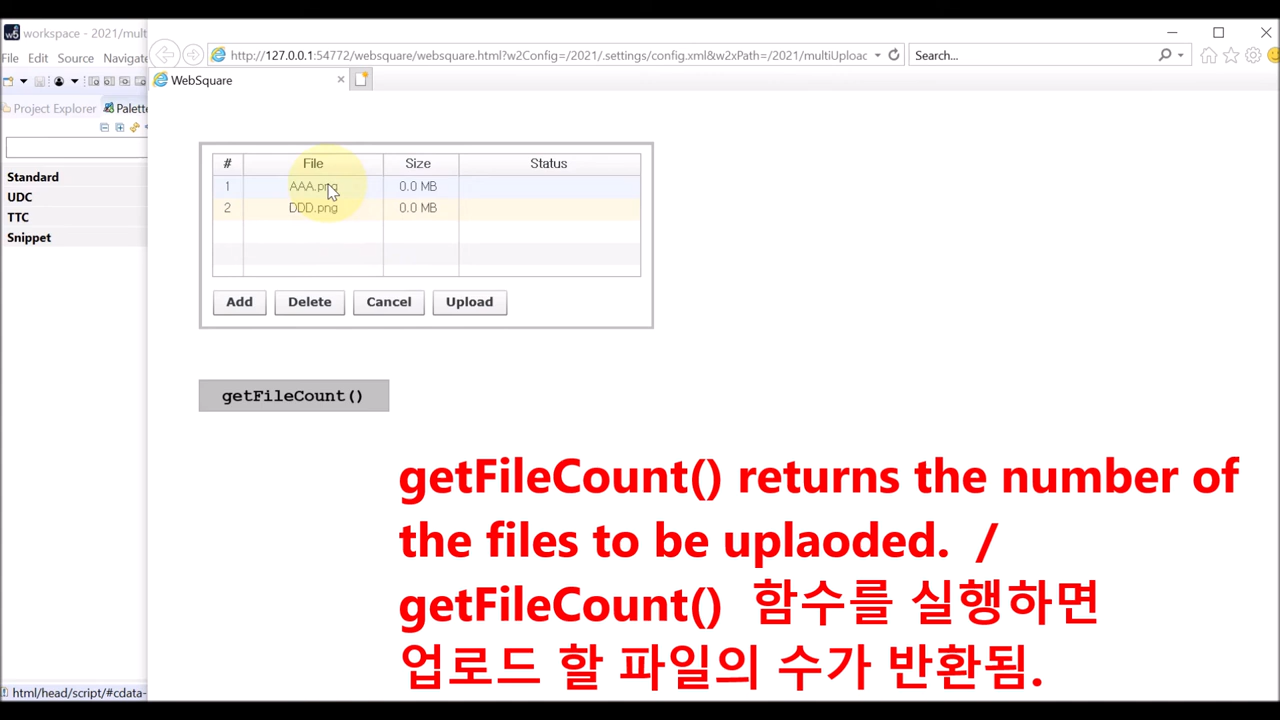 workspace - 2021/mult
File Edit Source Navigate
http://127.0.0.1:54772/websquare/websquare.html?w2Config=/2021/.settings/config.xml&w2xPath=/2021/multiUploac
Search...
WebSquare
Project Explorer Palett
Standard
UDC
TTC
Snippet
# File Size Status
1 AAA.png 0.0 MB
2 DDD.png 0.0 MB
Add Delete Cancel Upload
getFileCount()
getFileCount() returns the number of
the files to be uplaoded. /
getFileCount() 함수를 실행하면
업로드 할 파일의 수가 반환됨.
html/head/script/#cdata-